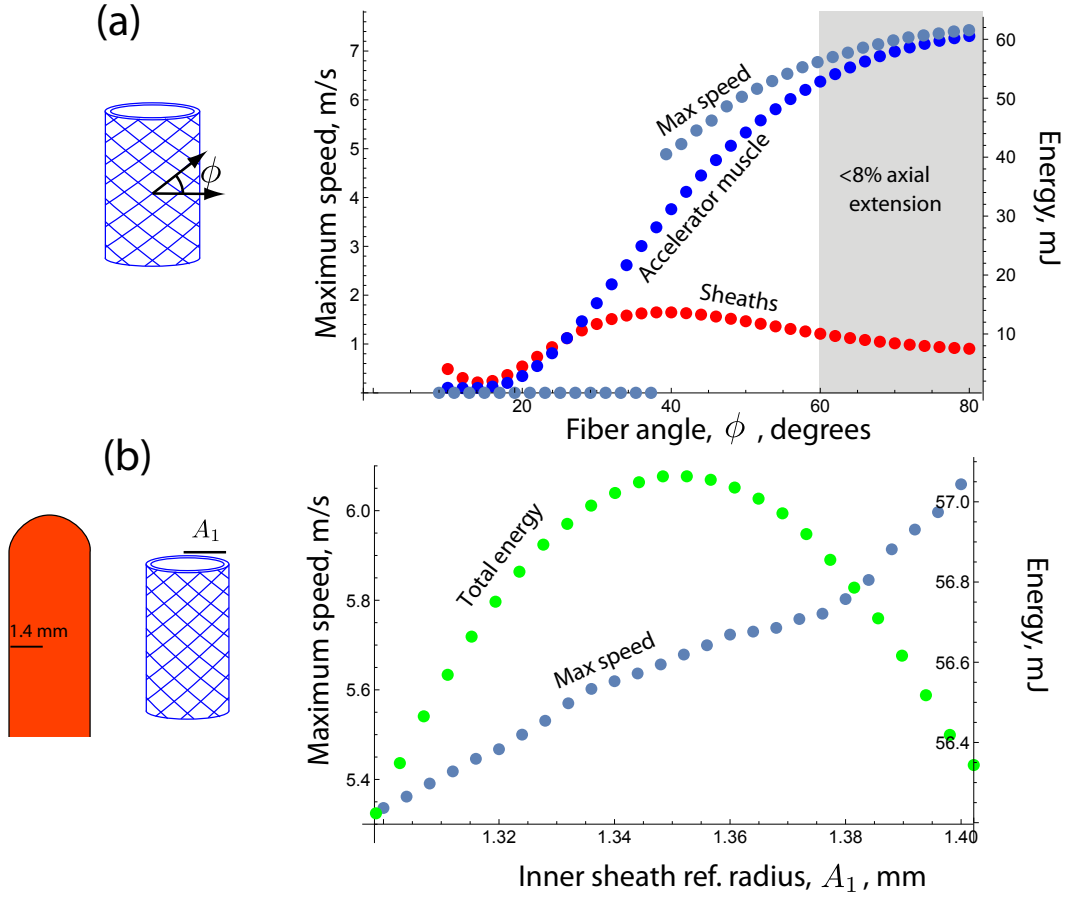 (a)
ϕ
Maximum speed, m/s
7
6
5
4
3
2
1
Max speed
Accelerator muscle
Sheaths
<8% axial
extension
60
50
40
30
20
10
Energy, mJ
20
40
60
80
Fiber angle, ϕ , degrees
(b)
1.4 mm
A₁
Maximum speed, m/s
6.0
5.8
5.6
5.4
Total energy
Max speed
57.0
56.8
56.6
56.4
Energy, mJ
1.32
1.34
1.36
1.38
1.40
Inner sheath ref. radius, A₁ , mm